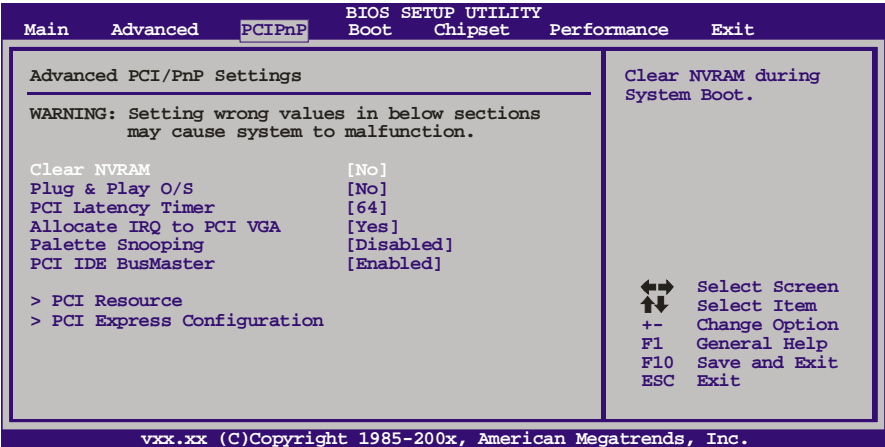 BIOS SETUP UTILITY
Main Advanced PCIPnP Boot Chipset Performance Exit
Advanced PCI/PnP Settings
WARNING: Setting wrong values in below sections
may cause system to malfunction.
Clear NVRAM [No]
Plug & Play O/S [No]
PCI Latency Timer [64]
Allocate IRQ to PCI VGA [Yes]
Palette Snooping [Disabled]
PCI IDE BusMaster [Enabled]
> PCI Resource
> PCI Express Configuration
Clear NVRAM during
System Boot.
Select Screen
Select Item
+- Change Option
F1 General Help
F10 Save and Exit
ESC Exit
vxx.xx (C)Copyright 1985-200x, American Megatrends, Inc.